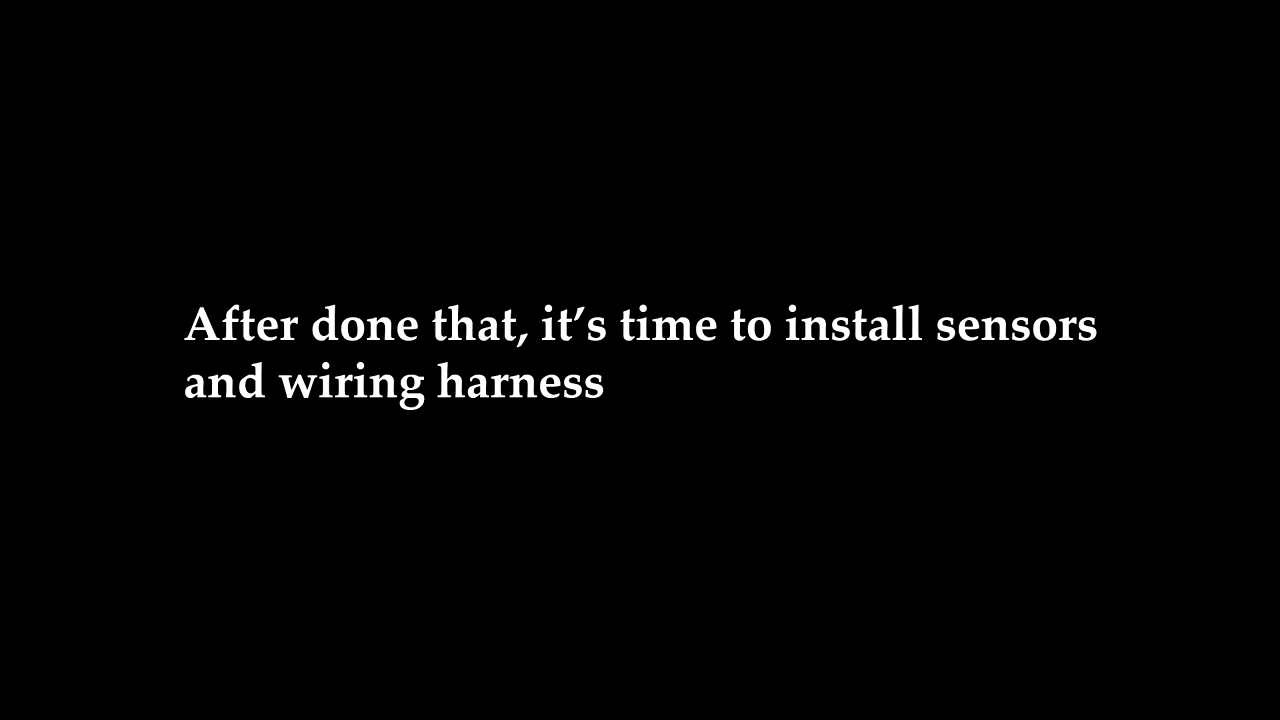 After done that, it’s time to install sensors
and wiring harness